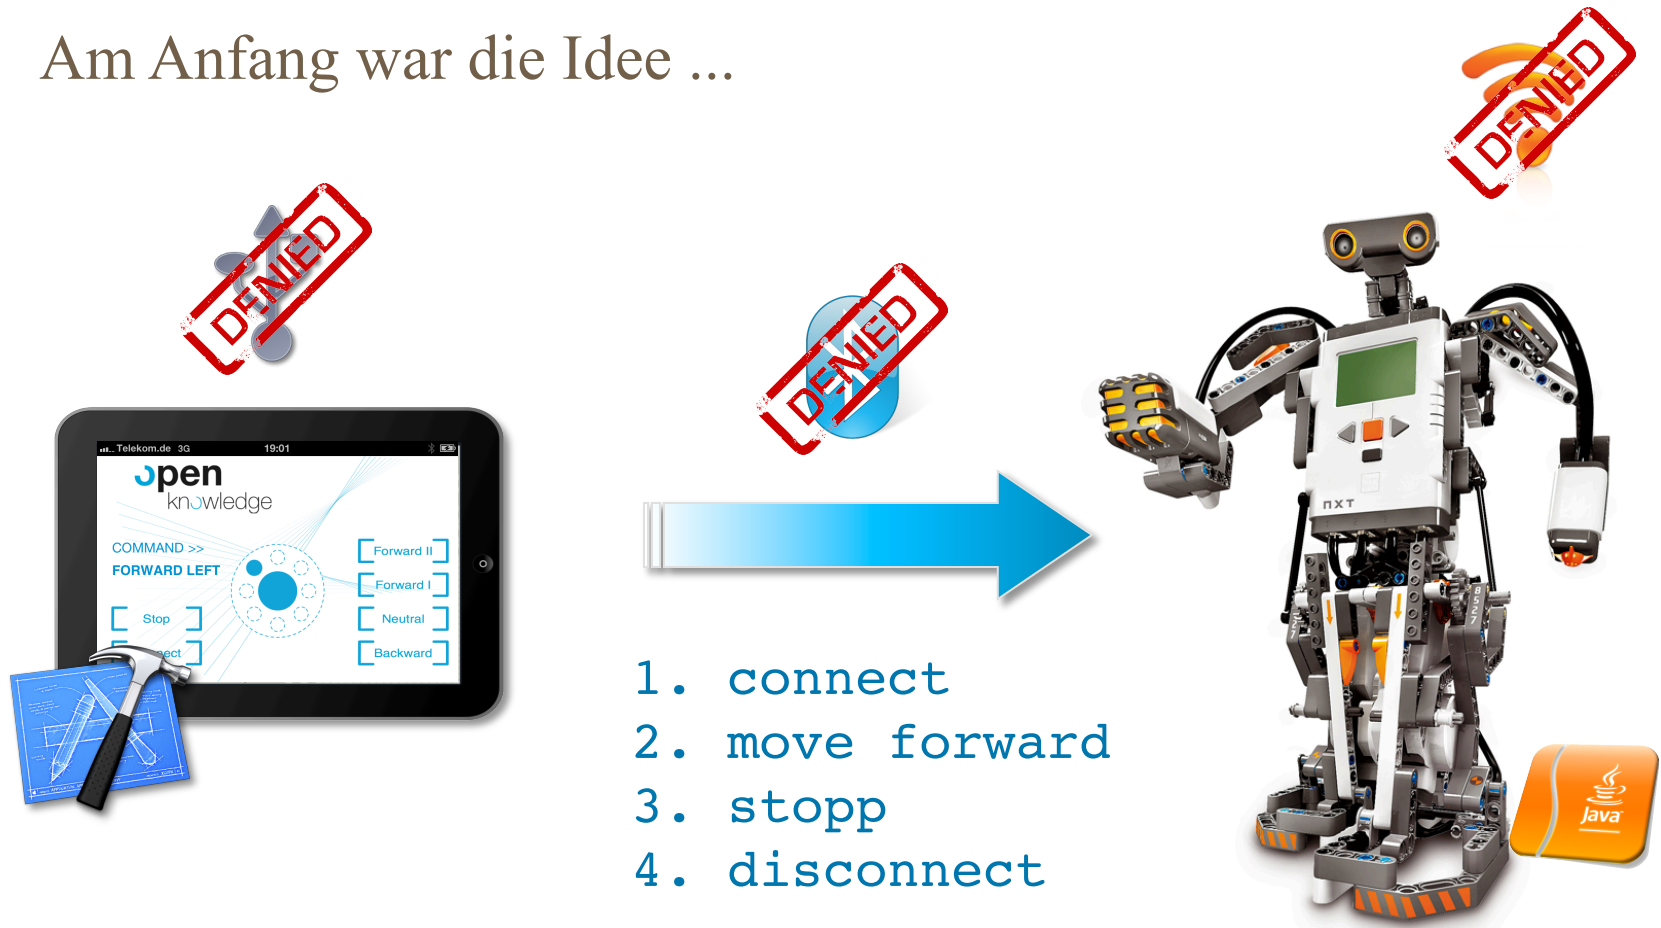 Am Anfang war die Idee ...
DENIED
DENIED
DENIED
Telekom.de 3G 19:01
open
knowledge
COMMAND >>
FORWARD LEFT
Stop
Forward II
Forward I
Neutral
Backward
1. connect
2. move forward
3. stopp
4. disconnect
NXT
8527
Java